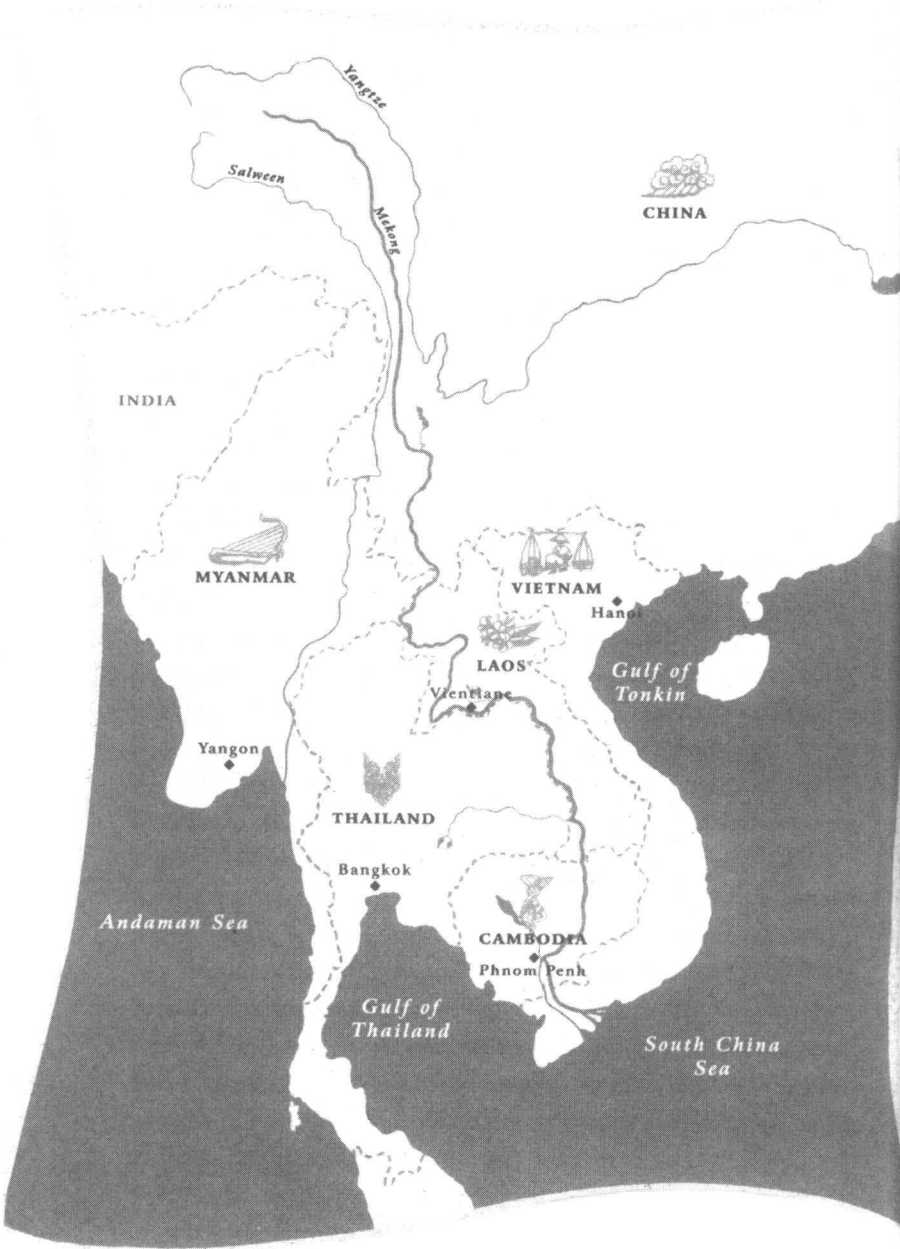 Yangtze
Salween
Mekong
CHINA
INDIA
MYANMAR
VIETNAM
Hanoi
LAOS
Gulf of
Tonkin
Vientiane
Yangon
THAILAND
Bangkok
Andaman Sea
CAMBODIA
Phnom Penh
Gulf of
Thailand
South China
Sea